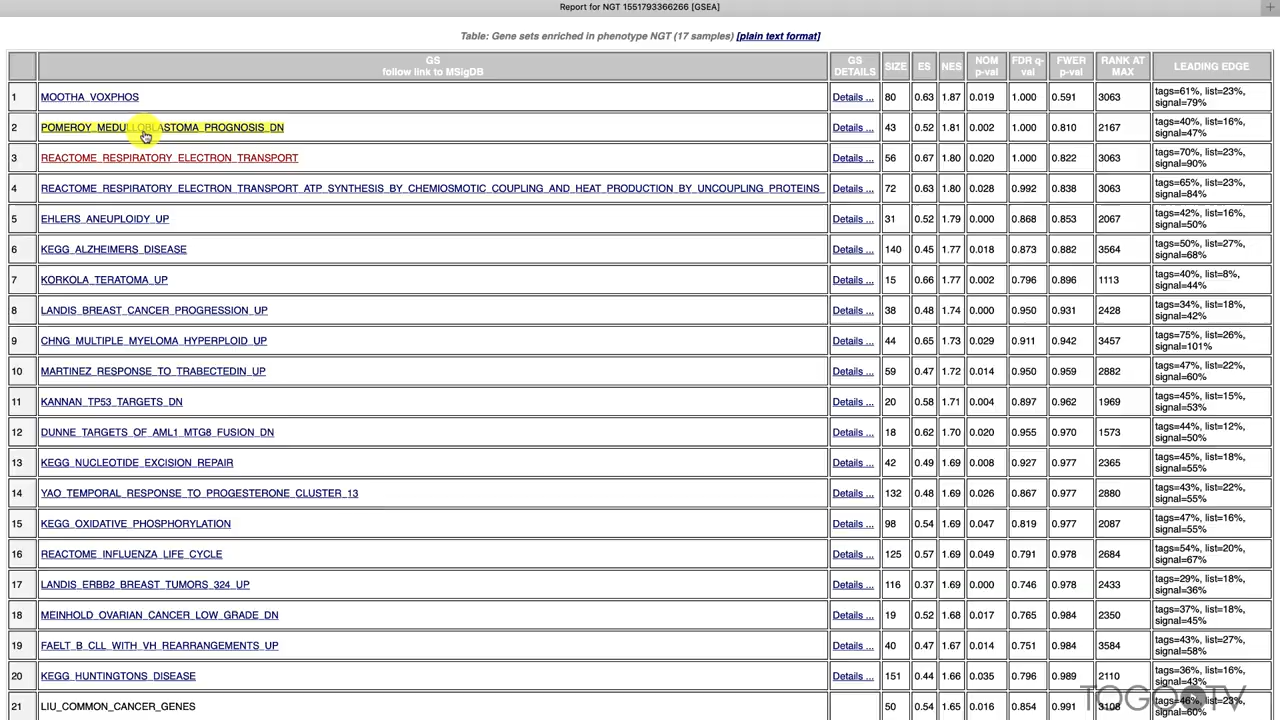 Report for NGT 1551793366266 [GSEA]
Table: Gene sets enriched in phenotype NGT (17 samples) [plain text format]
GS follow link to MSigDB GS DETAILS SIZE ES NES NOM p-val FDR q-val FWER p-val RANK AT MAX LEADING EDGE
1 MOOTHA_VOXPHOS Details ... 80 0.63 1.87 0.019 1.000 0.591 3063 tags=61%, list=23%, signal=79%
2 POMEROY_MEDULLOBLASTOMA_PROGNOSIS_DN Details ... 43 0.52 1.81 0.002 1.000 0.810 2167 tags=40%, list=16%, signal=47%
3 REACTOME_RESPIRATORY_ELECTRON_TRANSPORT Details ... 56 0.67 1.80 0.020 1.000 0.822 3063 tags=70%, list=23%, signal=90%
4 REACTOME_RESPIRATORY_ELECTRON_TRANSPORT_ATP_SYNTHESIS_BY_CHEMIOSMOTIC_COUPLING_AND_HEAT_PRODUCTION_BY_UNCOUPLING_PROTEINS_ Details ... 72 0.63 1.80 0.028 0.992 0.838 3063 tags=65%, list=23%, signal=84%
5 EHLERS_ANEUPLOIDY_UP Details ... 31 0.52 1.79 0.000 0.868 0.853 2067 tags=42%, list=16%, signal=50%
6 KEGG_ALZHEIMERS_DISEASE Details ... 140 0.45 1.77 0.018 0.873 0.882 3564 tags=50%, list=27%, signal=68%
7 KORKOLA_TERATOMA_UP Details ... 15 0.66 1.77 0.002 0.796 0.896 1113 tags=40%, list=8%, signal=44%
8 LANDIS_BREAST_CANCER_PROGRESSION_UP Details ... 38 0.48 1.74 0.000 0.950 0.931 2428 tags=34%, list=18%, signal=42%
9 CHNG_MULTIPLE_MYELOMA_HYPERPLOID_UP Details ... 44 0.65 1.73 0.029 0.911 0.942 3457 tags=75%, list=26%, signal=101%
10 MARTINEZ_RESPONSE_TO_TRABECTEDIN_UP Details ... 59 0.47 1.72 0.014 0.950 0.959 2882 tags=47%, list=22%, signal=60%
11 KANNAN_TP53_TARGETS_DN Details ... 20 0.58 1.71 0.004 0.897 0.962 1969 tags=45%, list=15%, signal=53%
12 DUNNE_TARGETS_OF_AML1_MTG8_FUSION_DN Details ... 18 0.62 1.70 0.020 0.955 0.970 1573 tags=44%, list=12%, signal=50%
13 KEGG_NUCLEOTIDE_EXCISION_REPAIR Details ... 42 0.49 1.69 0.008 0.927 0.977 2365 tags=45%, list=18%, signal=55%
14 YAO_TEMPORAL_RESPONSE_TO_PROGESTERONE_CLUSTER_13 Details ... 132 0.48 1.69 0.026 0.867 0.977 2880 tags=43%, list=22%, signal=55%
15 KEGG_OXIDATIVE_PHOSPHORYLATION Details ... 98 0.54 1.69 0.047 0.819 0.977 2087 tags=47%, list=16%, signal=55%
16 REACTOME_INFLUENZA_LIFE_CYCLE Details ... 125 0.57 1.69 0.049 0.791 0.978 2684 tags=54%, list=20%, signal=67%
17 LANDIS_ERBB2_BREAST_TUMORS_324_UP Details ... 116 0.37 1.69 0.000 0.746 0.978 2433 tags=29%, list=18%, signal=36%
18 MEINHOLD_OVARIAN_CANCER_LOW_GRADE_DN Details ... 19 0.52 1.68 0.017 0.765 0.984 2350 tags=37%, list=18%, signal=45%
19 FAELT_B_CLL_WITH_VH_REARRANGEMENTS_UP Details ... 40 0.47 1.67 0.014 0.751 0.984 3584 tags=43%, list=27%, signal=58%
20 KEGG_HUNTINGTONS_DISEASE Details ... 151 0.44 1.66 0.035 0.796 0.989 2110 tags=36%, list=16%, signal=43%
21 LIU_COMMON_CANCER_GENES 50 0.54 1.65 0.016 0.854 0.991 3108 tags=46%, list=23%, signal=60%
TOGO TV